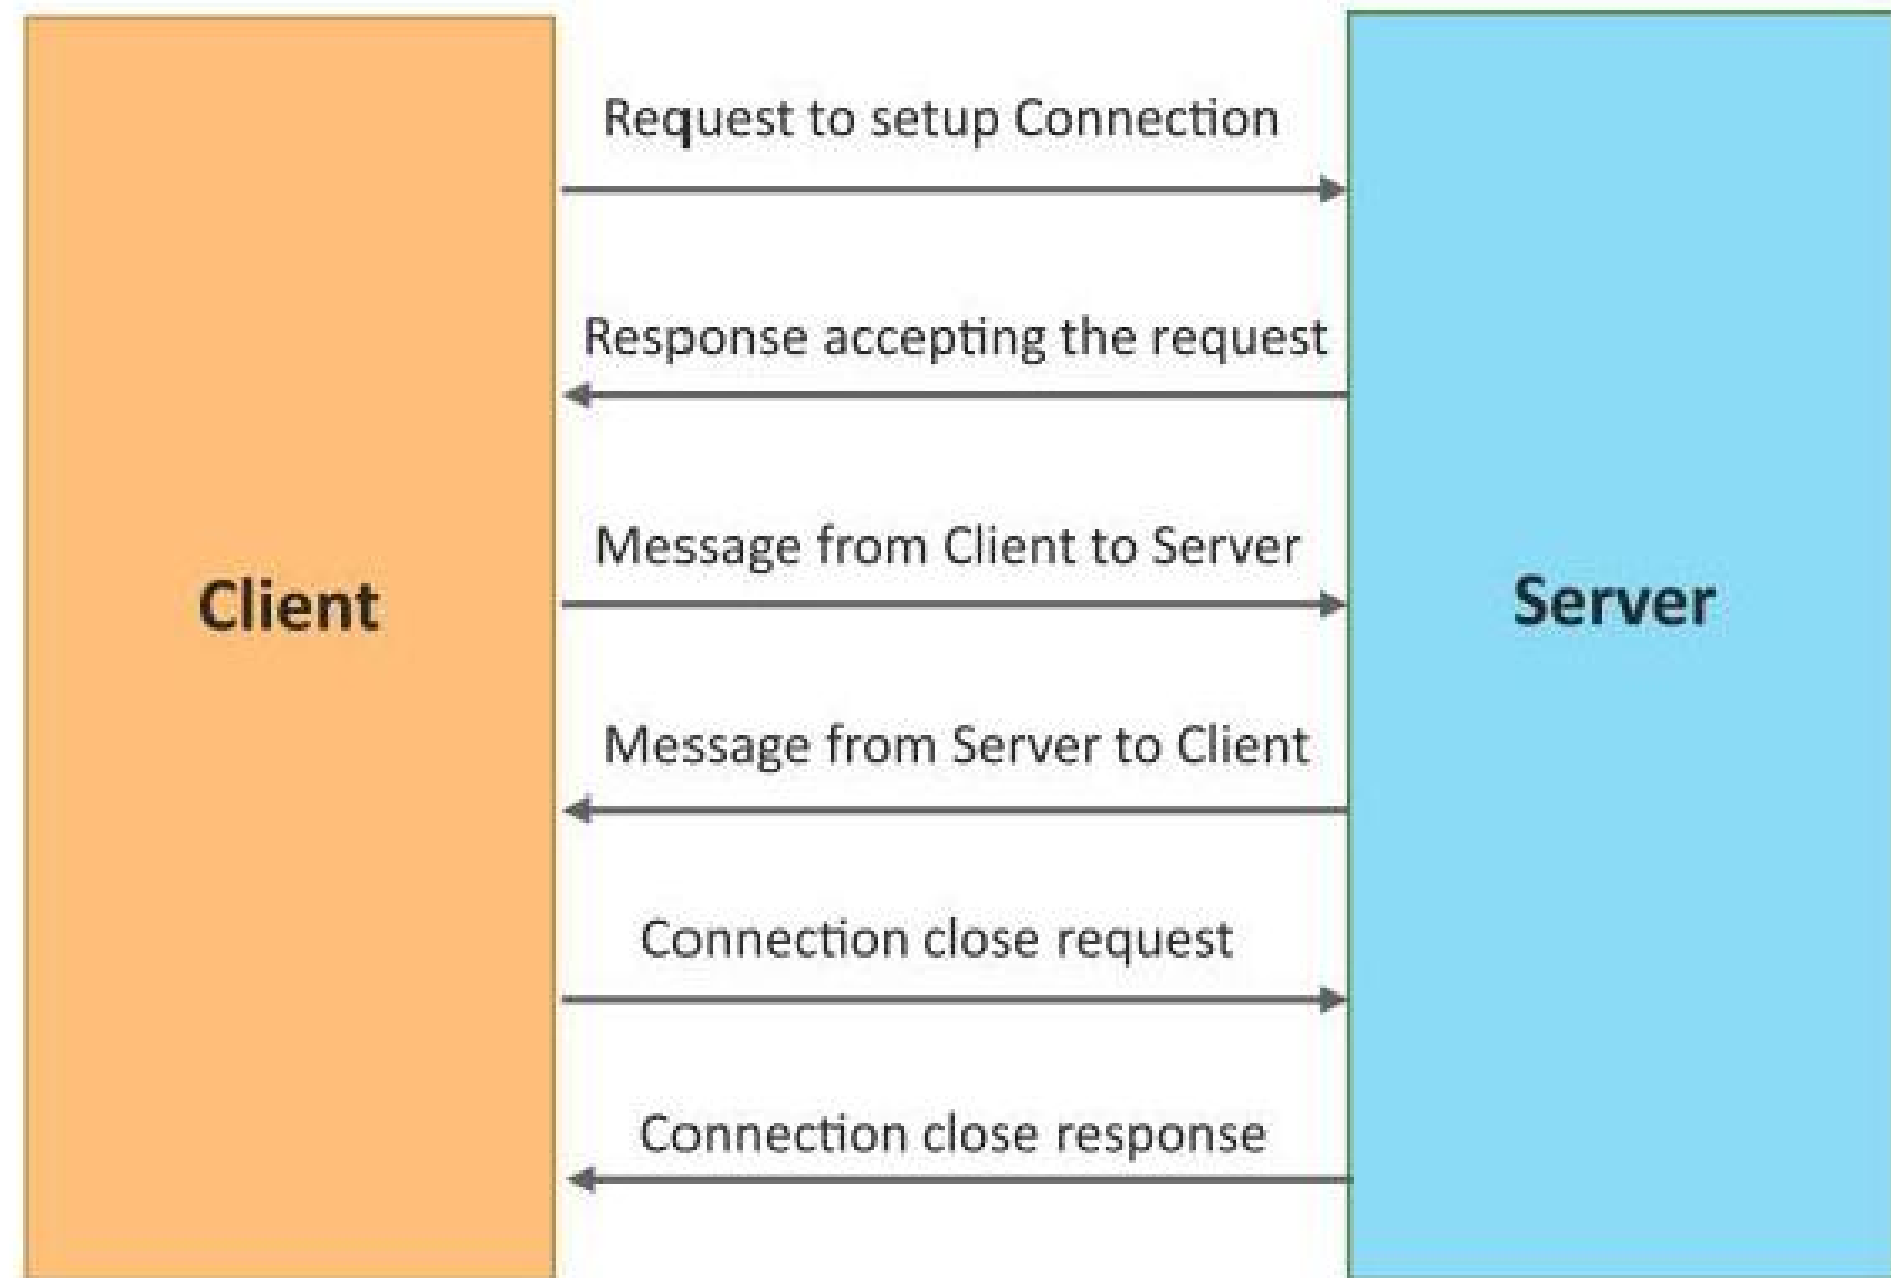 Request to setup Connection
Response accepting the request
Message from Client to Server
Client
Server
Message from Server to Client
Connection close request
Connection close response